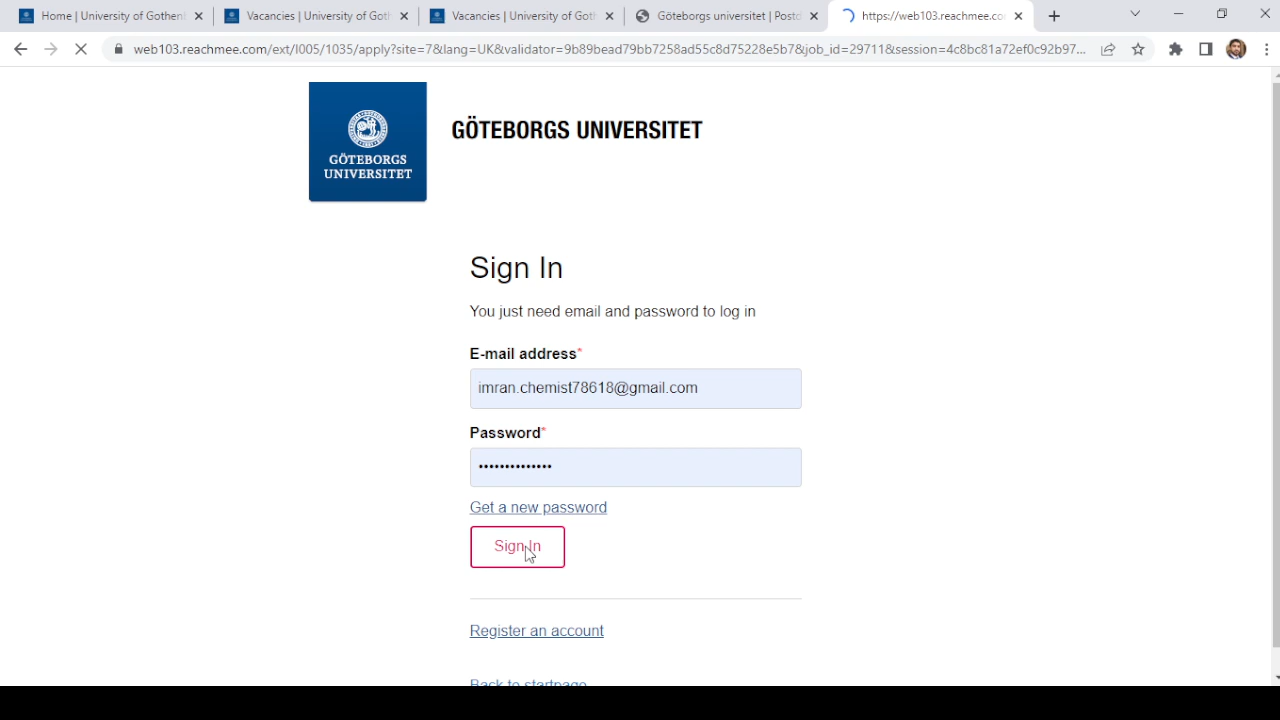 Home | University of Gothen
Vacancies | University of Got
Vacancies | University of Got
Göteborgs universitet | Postd
https://web103.reachmee.co
web103.reachmee.com/ext/I005/1035/apply?site=7&lang=UK&validator=9b89bead79bb7258ad55c8d75228e5b7&job_id=29711&session=4c8bc81a72ef0c92b97...
GÖTEBORGS
UNIVERSITET
GÖTEBORGS UNIVERSITET
Sign In
You just need email and password to log in
E-mail address*
imran.chemist78618@gmail.com
Password*
••••••••••••••
Get a new password
Sign In
Register an account
Back to startpage